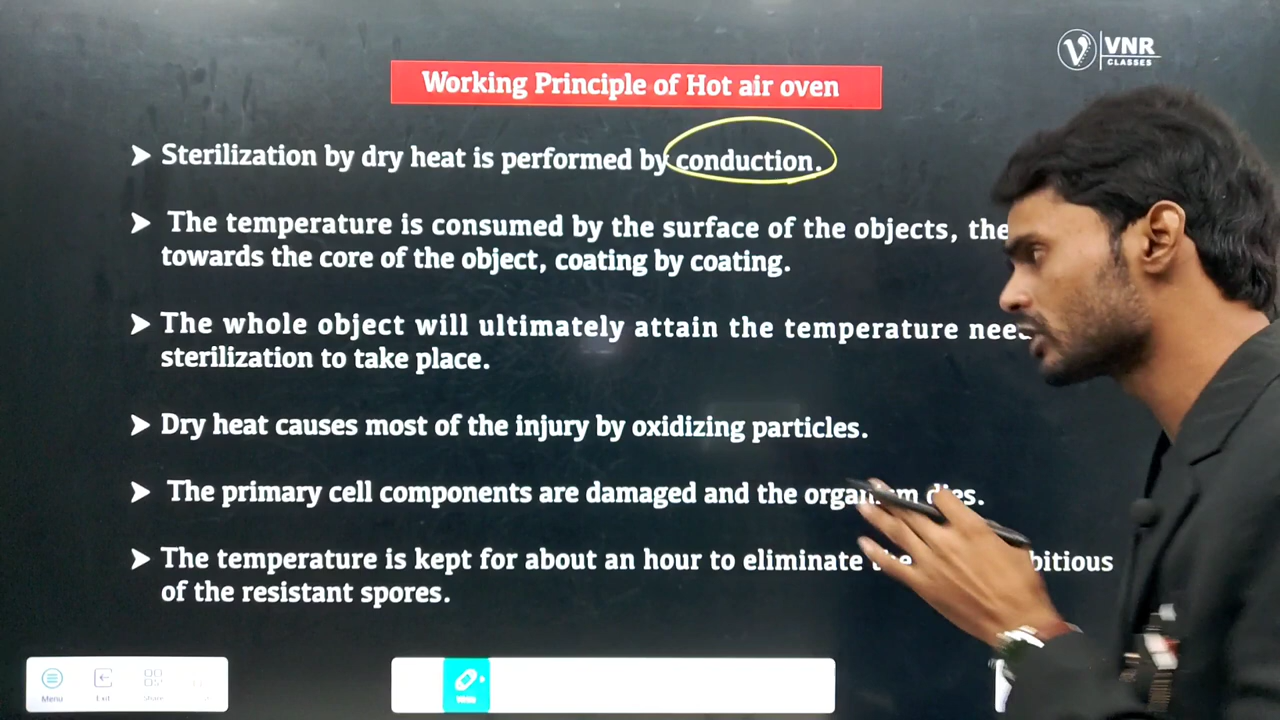 VNR
CLASSES
Working Principle of Hot air oven
➤ Sterilization by dry heat is performed by conduction.
➤ The temperature is consumed by the surface of the objects,
towards the core of the object, coating by coating.
➤ The whole object will ultimately attain the temperature
sterilization to take place.
➤ Dry heat causes most of the injury by oxidizing particles.
➤ The primary cell components are damaged and the organism dies.
➤ The temperature is kept for about an hour to eliminate the
of the resistant spores.
Menu
Exit
Share